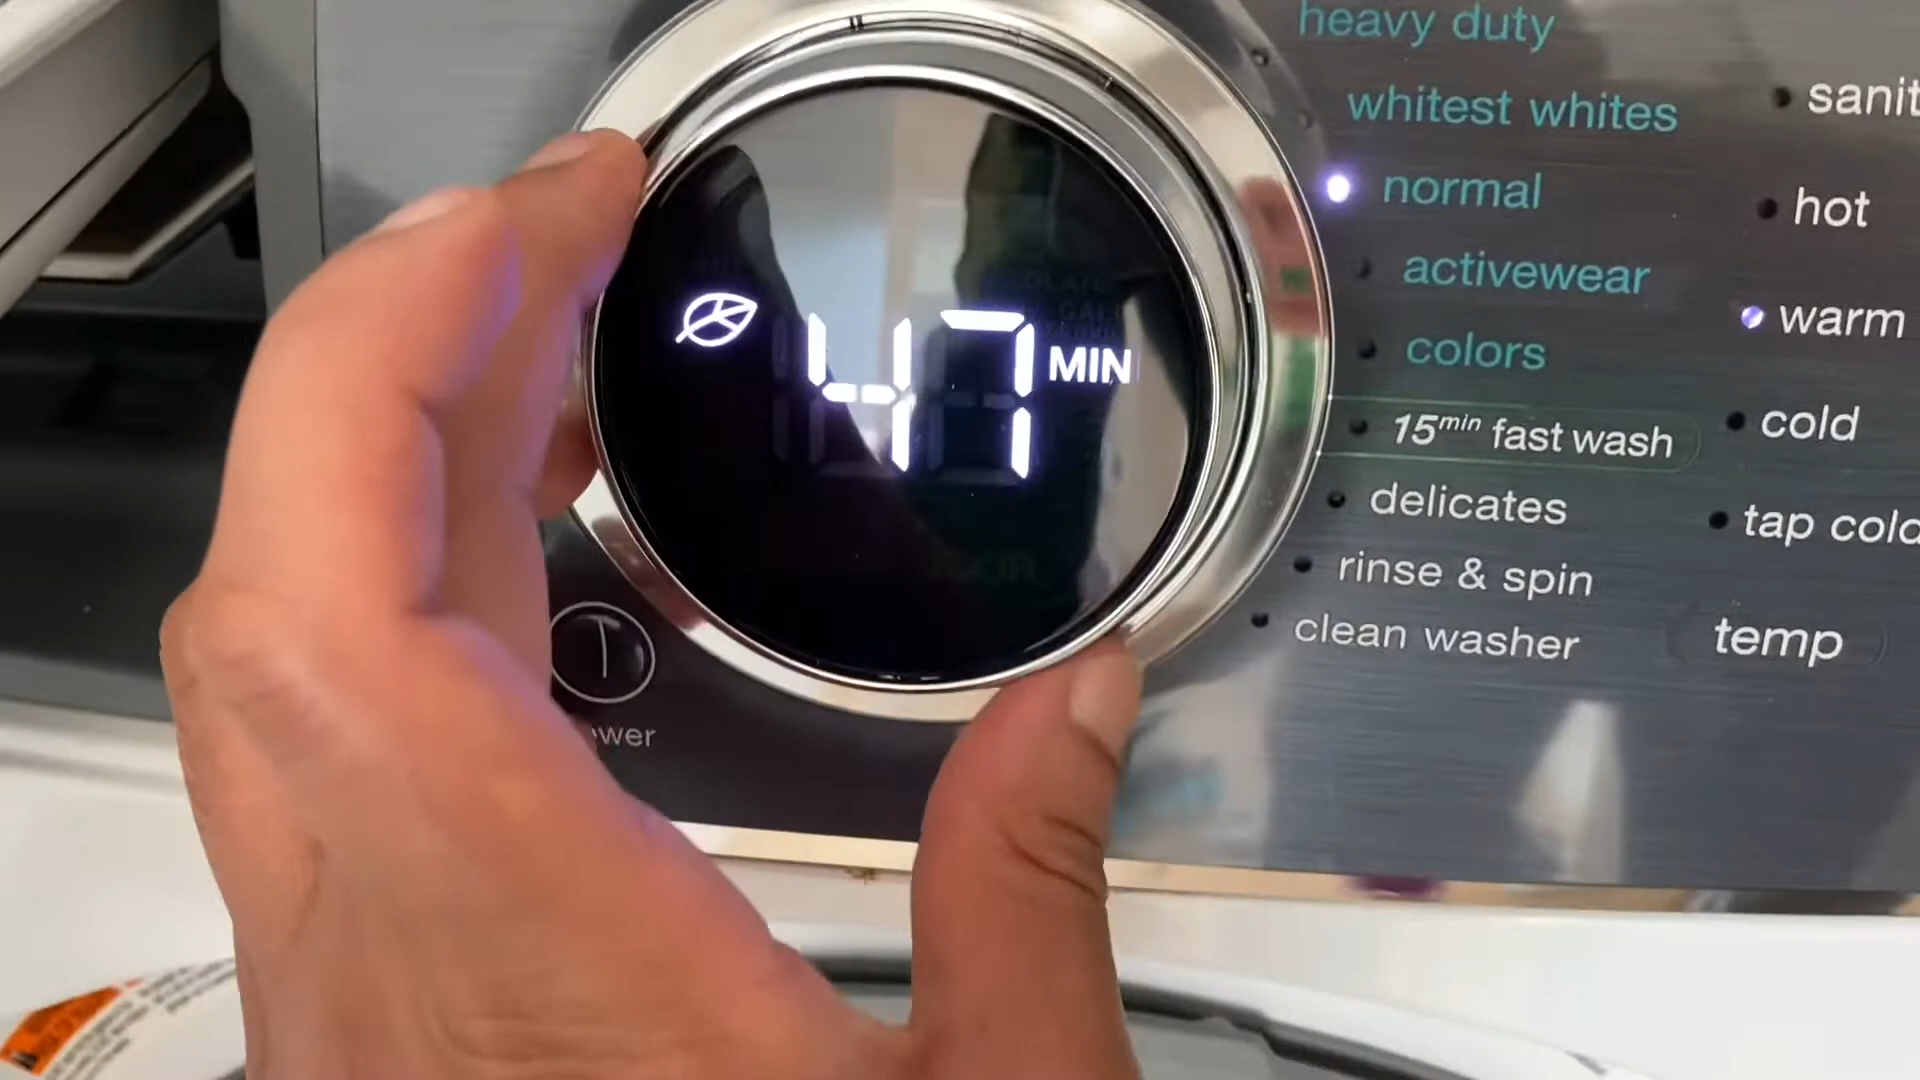 heavy duty
whitest whites
normal
activewear
colors
15min fast wash
delicates
rinse & spin
clean washer
sanit
hot
warm
cold
tap cold
temp
47 MIN
wer